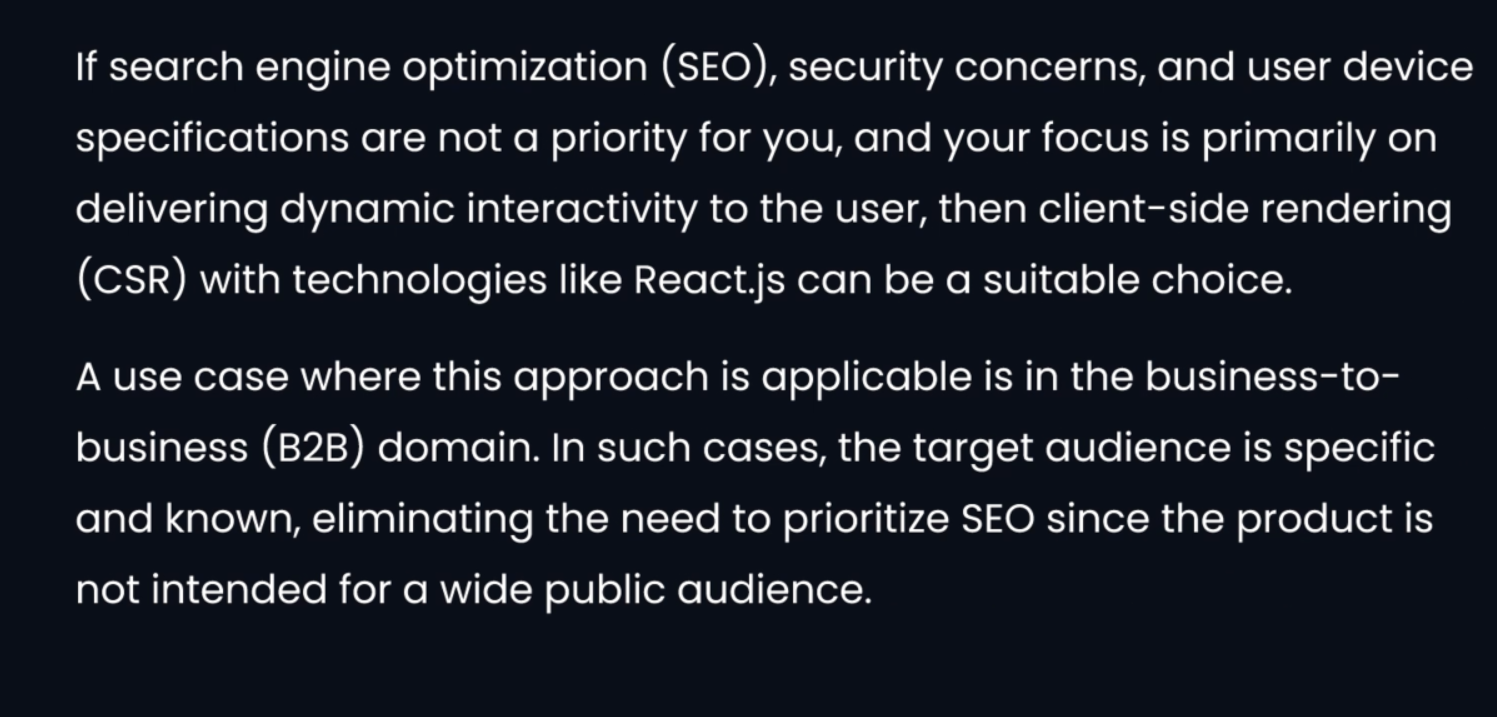 If search engine optimization (SEO), security concerns, and user device
specifications are not a priority for you, and your focus is primarily on
delivering dynamic interactivity to the user, then client-side rendering
(CSR) with technologies like React.js can be a suitable choice.
A use case where this approach is applicable is in the business-to-
business (B2B) domain. In such cases, the target audience is specific
and known, eliminating the need to prioritize SEO since the product is
not intended for a wide public audience.